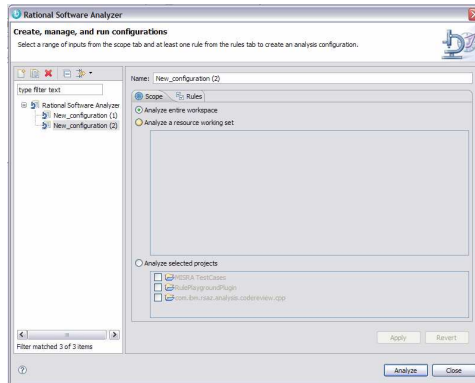 Rational Software Analyzer
Create, manage, and run configurations
Select a range of inputs from the scope tab and at least one rule from the rules tab to create an analysis configuration.
type filter text
Rational Software Analyzer
New_configuration (1)
New_configuration (2)
Filter matched 3 of 3 items
Name: New_configuration (2)
Scope Rules
Analyze entire workspace
Analyze a resource working set
Analyze selected projects
MISRA TestCases
RulePlaygroundPlugin
com.ibm.rsaz.analysis.codereview.cpp
Apply Revert
Analyze Close